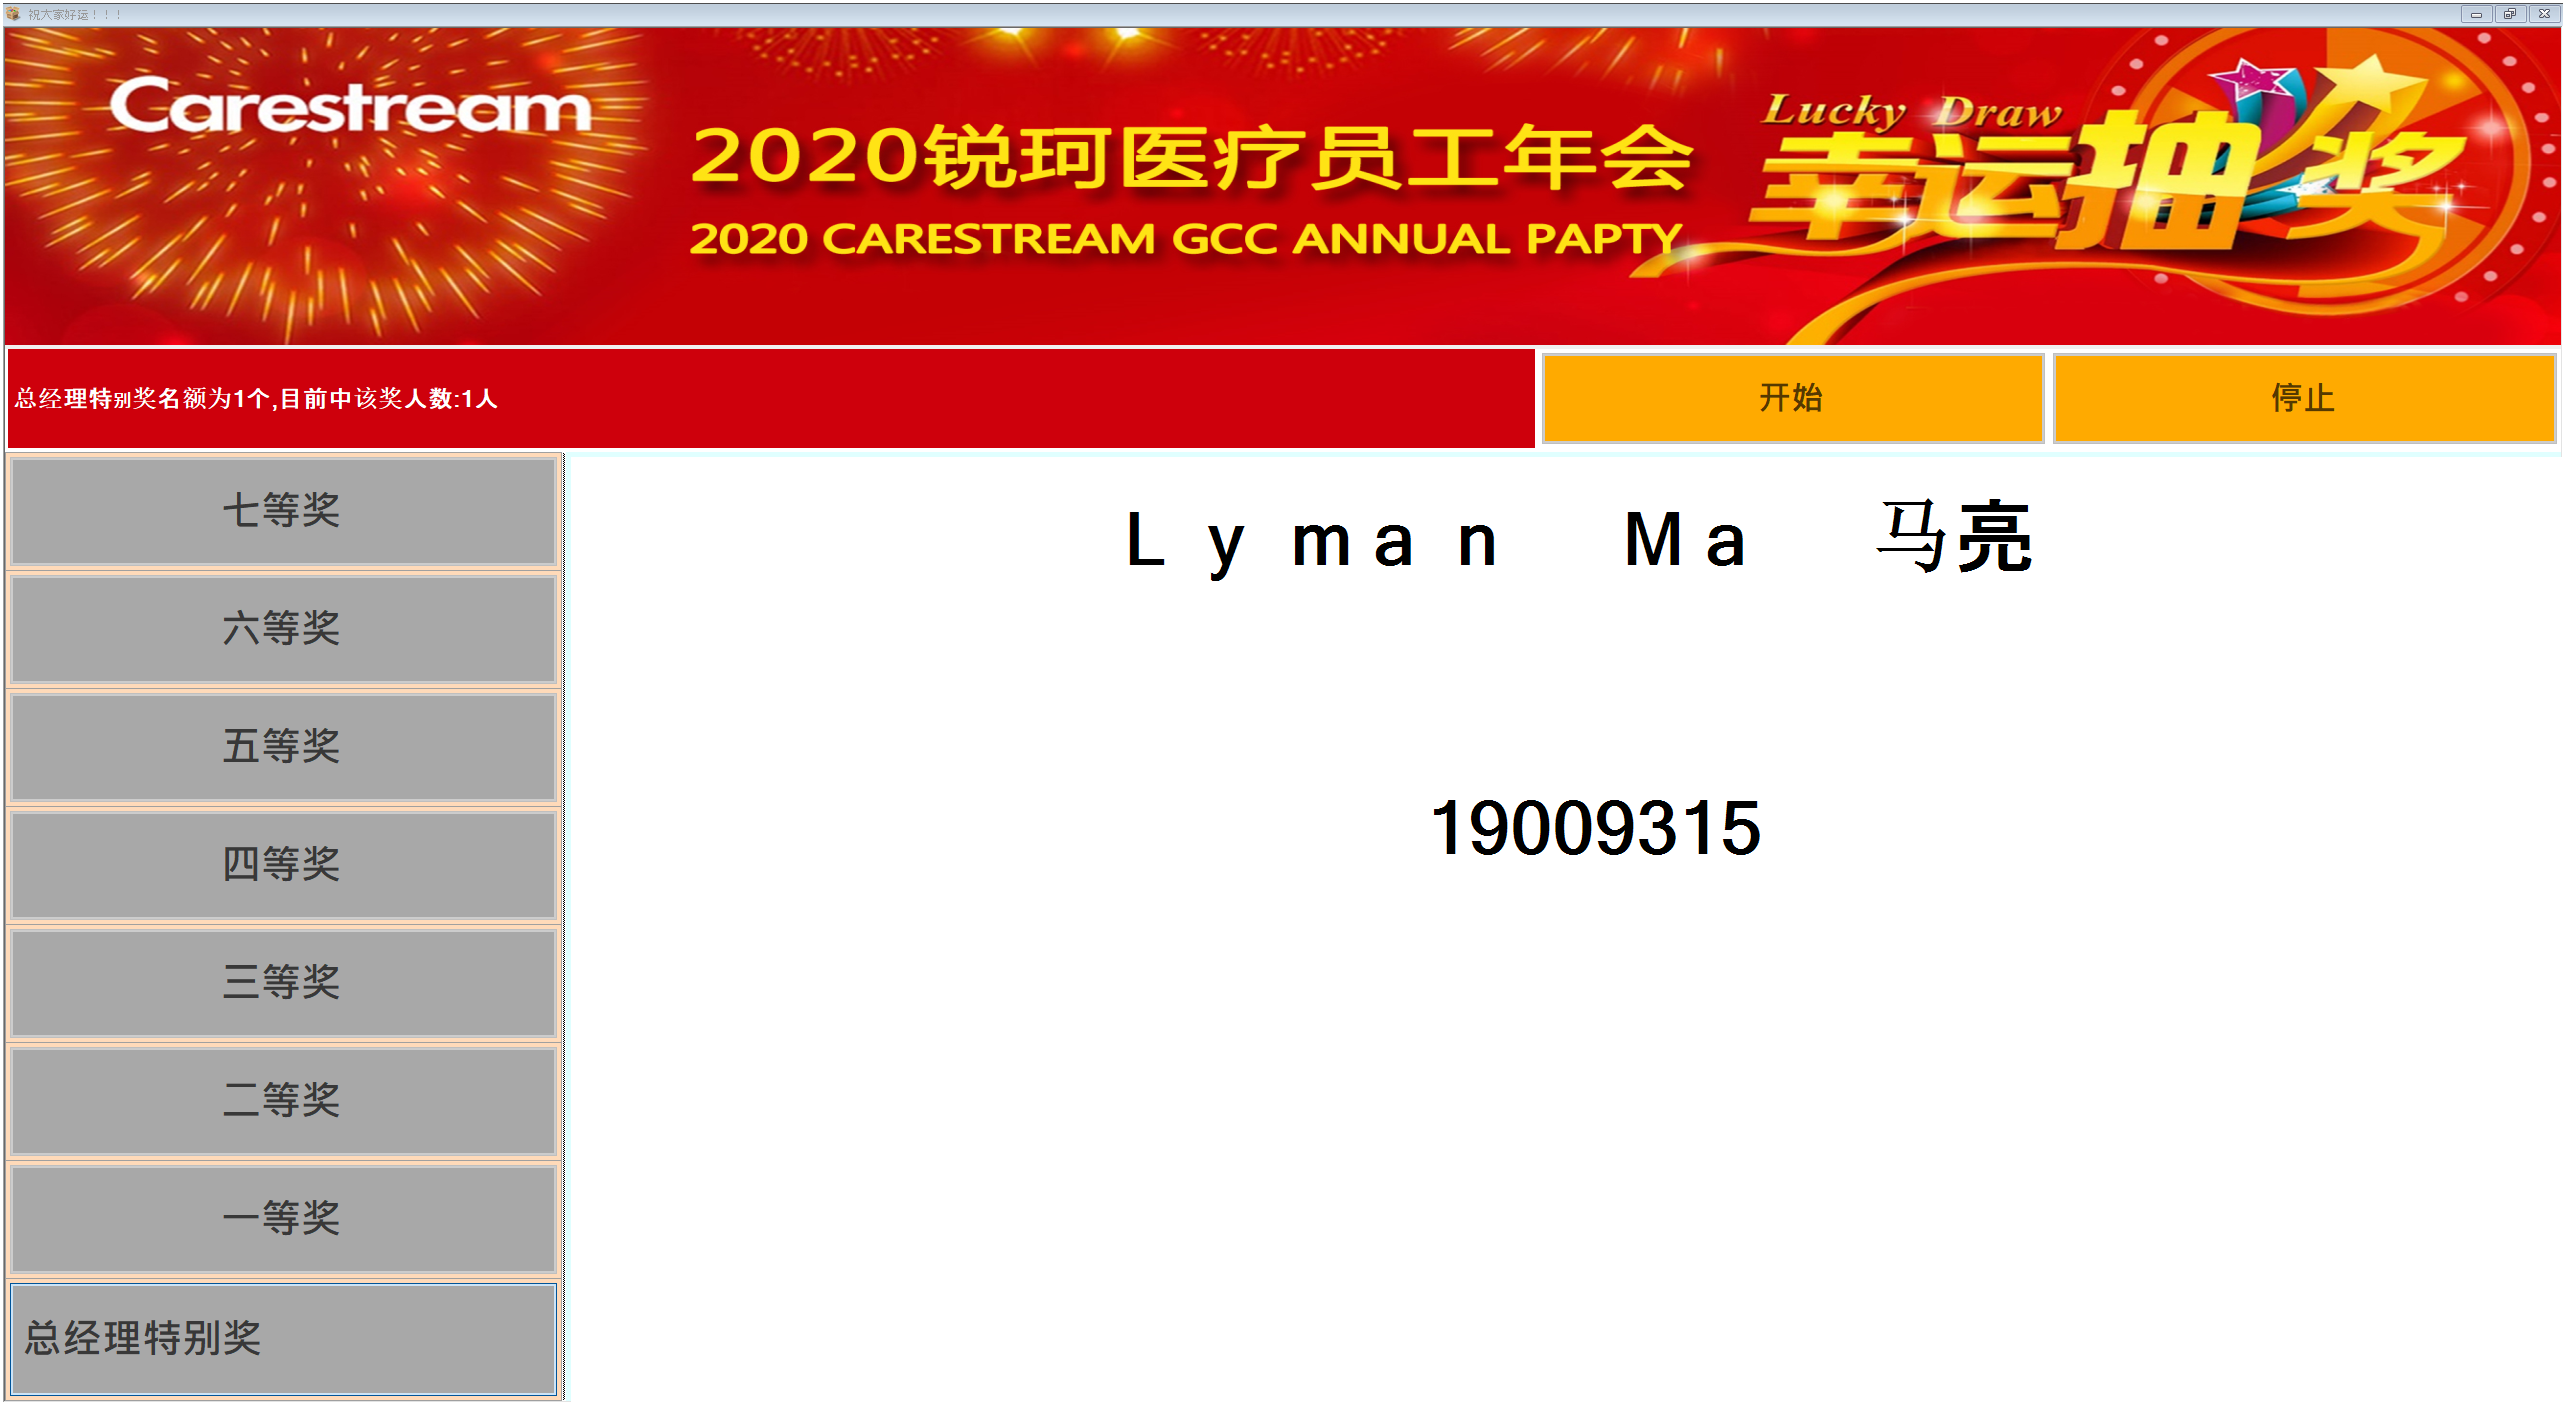 祝大家好运！！！
Carestream
2020锐珂医疗员工年会
2020 CARESTREAM GCC ANNUAL PAPTY
Lucky Draw
幸运抽奖
总经理特别奖名额为1个,目前中该奖人数:1人
开始
停止
七等奖
六等奖
五等奖
四等奖
三等奖
二等奖
一等奖
总经理特别奖
Lyman Ma 马亮
19009315